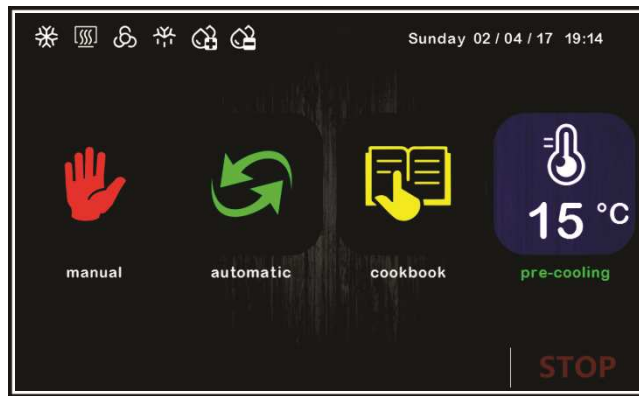 Sunday 02 / 04 / 17 19:14
15 °C
manual
automatic
cookbook
pre-cooling
STOP